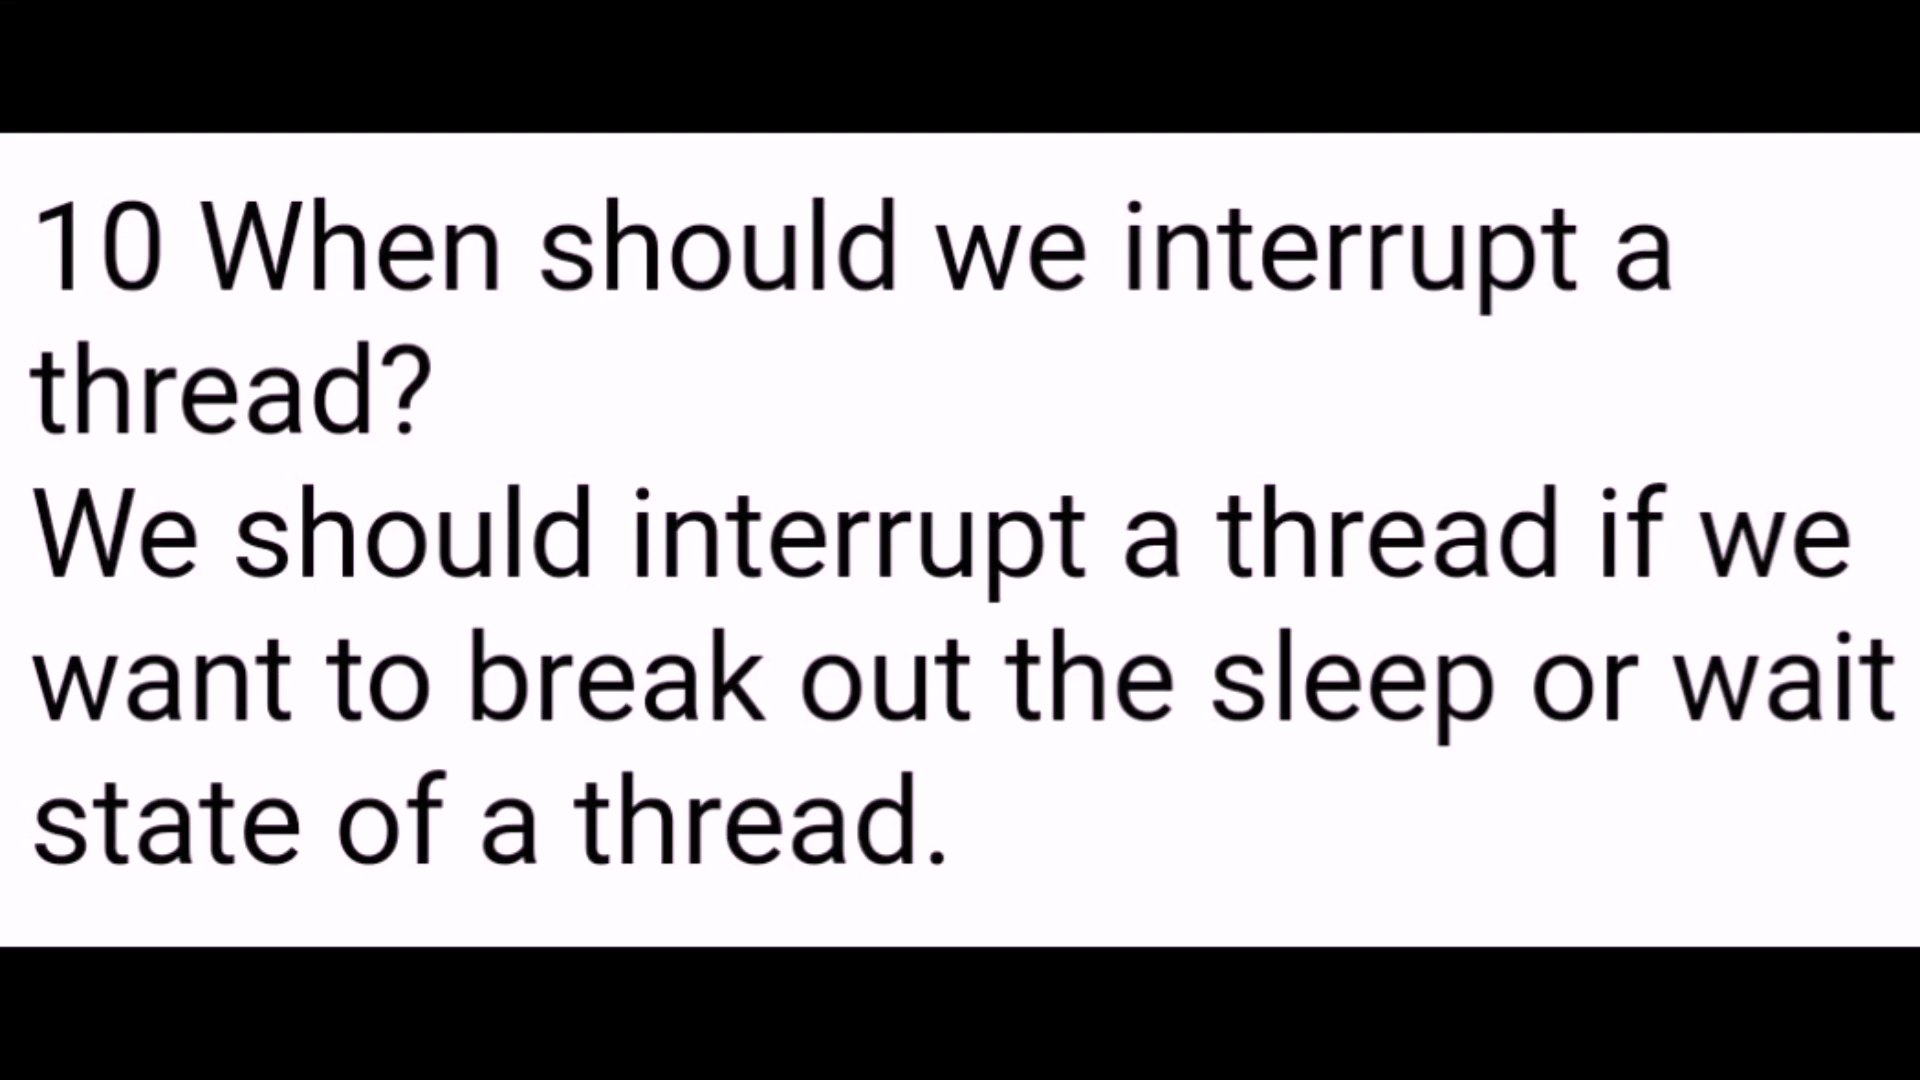 10 When should we interrupt a
thread?
We should interrupt a thread if we
want to break out the sleep or wait
state of a thread.